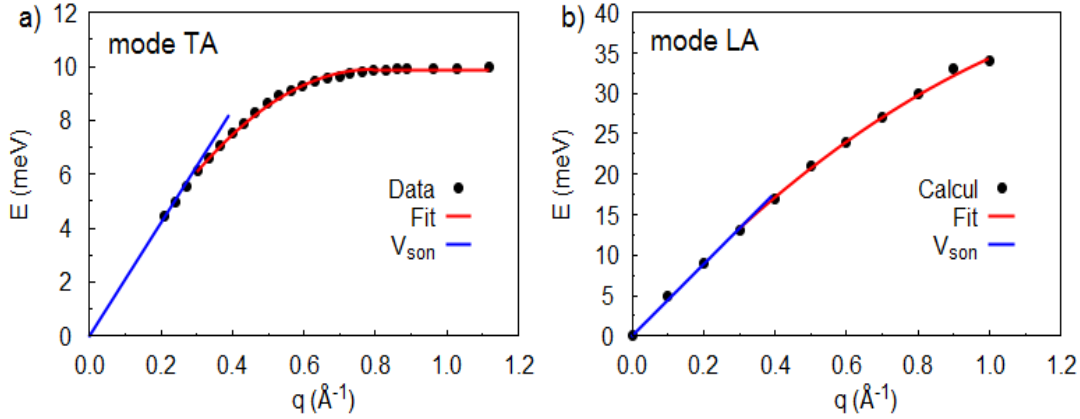 a)
mode TA
E (meV)
12
10
8
6
4
2
0
Data
Fit
V_son
0.0 0.2 0.4 0.6 0.8 1.0 1.2
q (Å⁻¹)
b)
mode LA
E (meV)
40
35
30
25
20
15
10
5
0
Calcul
Fit
V_son
0.0 0.2 0.4 0.6 0.8 1.0 1.2
q (Å⁻¹)